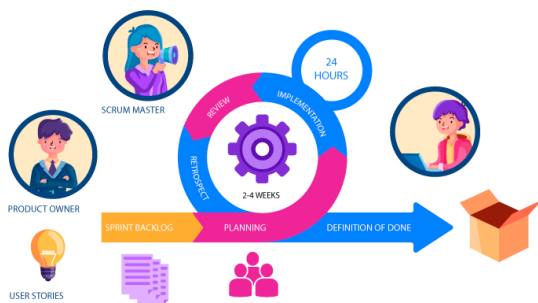 24
HOURS
SCRUM MASTER
REVIEW
IMPLEMENTATION
RETROSPECT
2-4 WEEKS
PRODUCT OWNER
SPRINT BACKLOG
PLANNING
DEFINITION OF DONE
USER STORIES